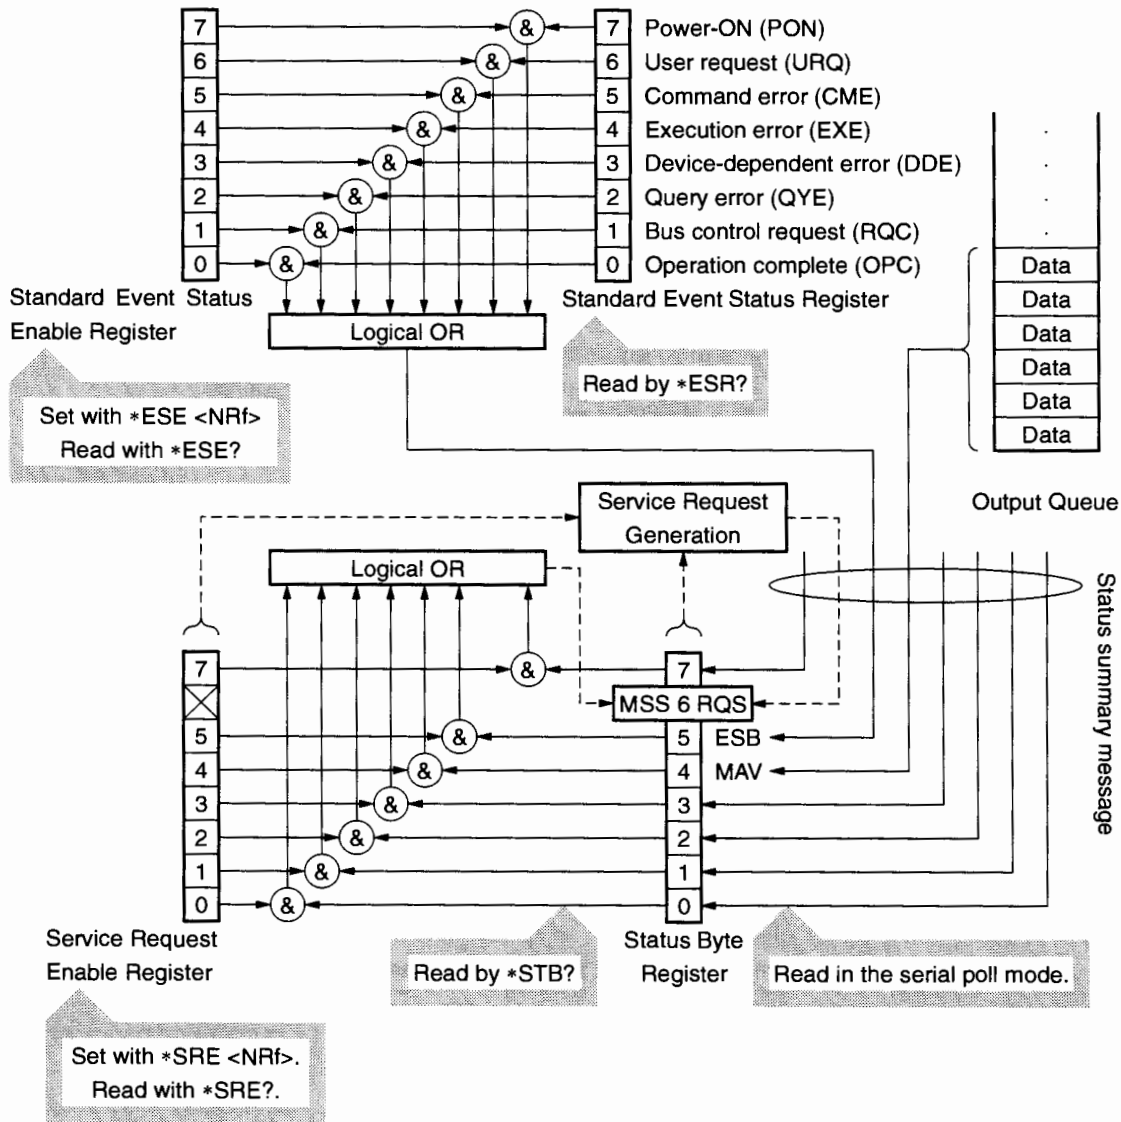 7 & 7 Power-ON (PON)
6 & 6 User request (URQ)
5 & 5 Command error (CME)
4 & 4 Execution error (EXE)
3 & 3 Device-dependent error (DDE)
2 & 2 Query error (QYE)
1 & 1 Bus control request (RQC)
0 & 0 Operation complete (OPC)
Standard Event Status
Enable Register
Logical OR
Standard Event Status Register
Set with *ESE <NRf>
Read with *ESE?
Read by *ESR?
Data
Data
Data
Data
Data
Data
Output Queue
Service Request
Generation
Logical OR
Status summary message
7 & 7
MSS 6 RQS
5 & 5 ESB
4 & 4 MAV
3 & 3
2 & 2
1 & 1
0 & 0
Service Request
Enable Register
Read by *STB?
Status Byte
Register
Read in the serial poll mode.
Set with *SRE <NRf>.
Read with *SRE?.